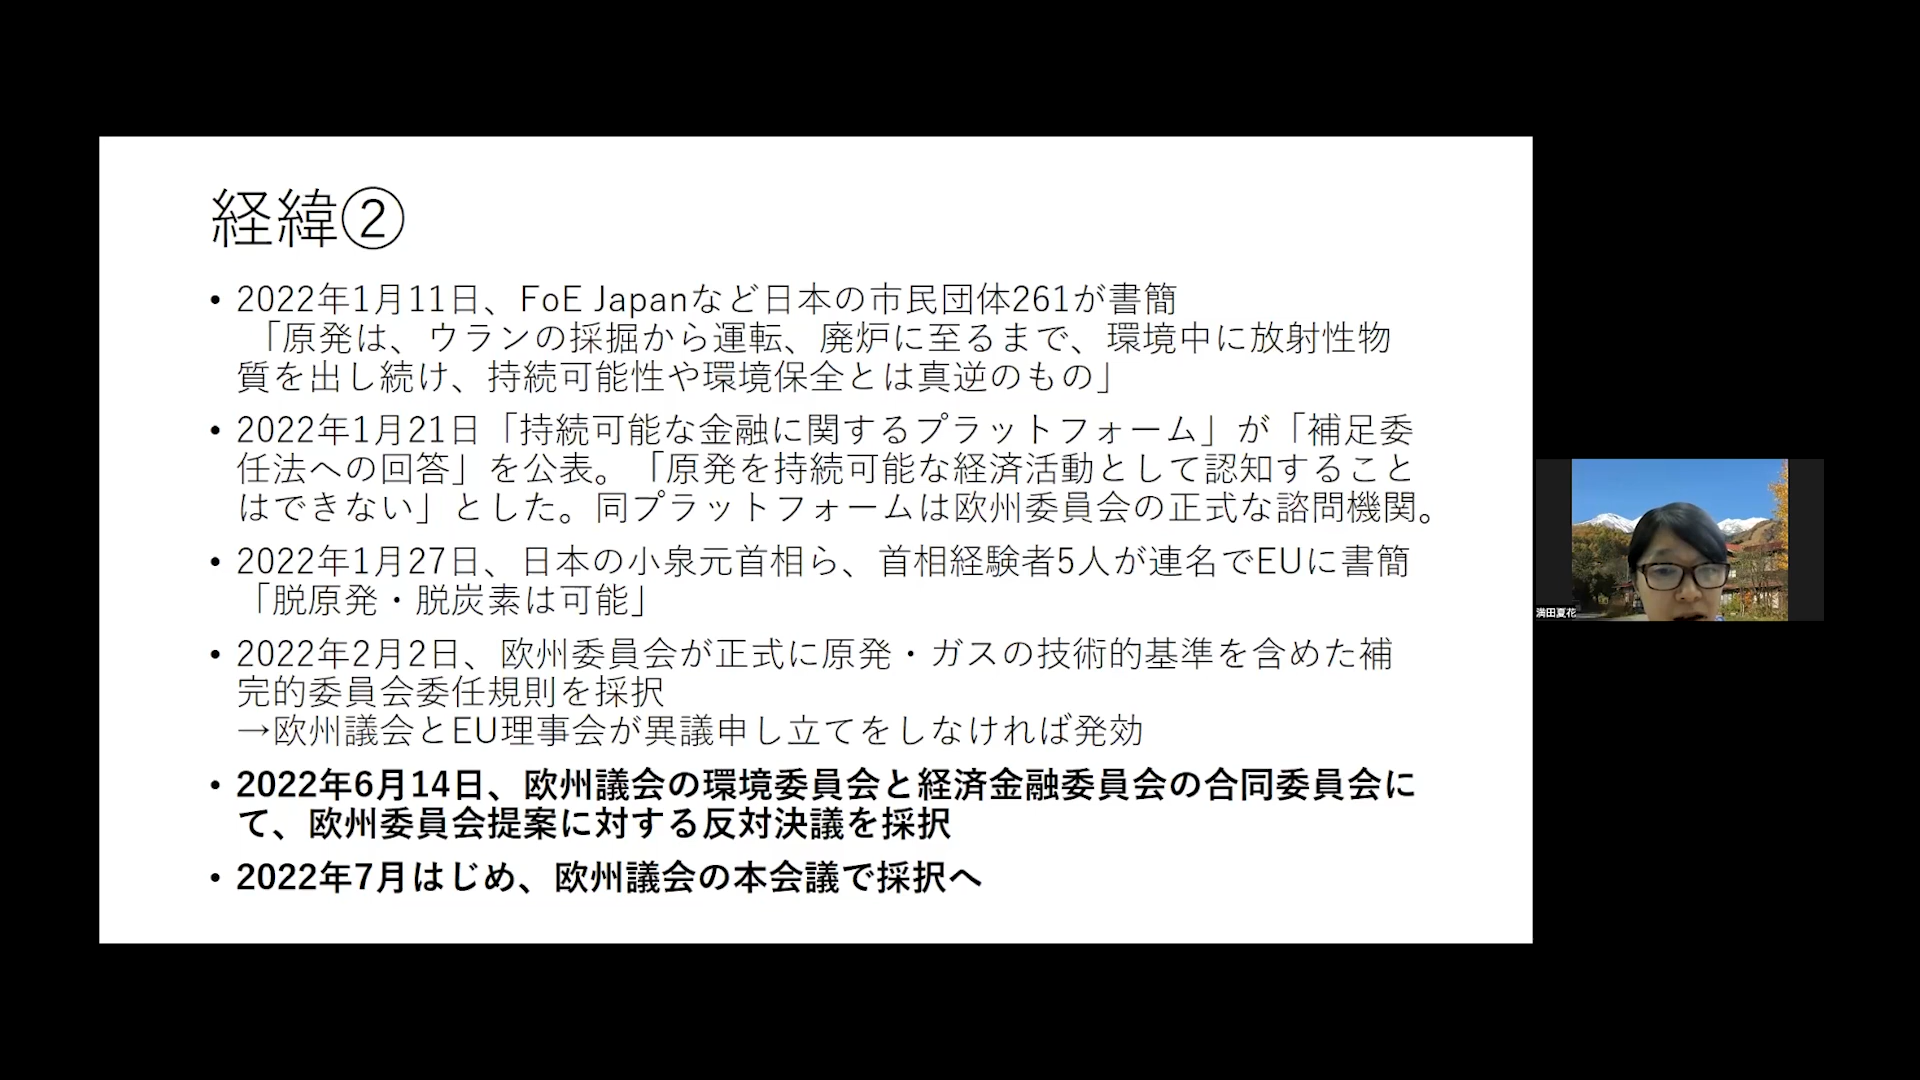 経緯②
• 2022年1月11日、FoE Japanなど日本の市民団体261が書簡
「原発は、ウランの採掘から運転、廃炉に至るまで、環境中に放射性物
質を出し続け、持続可能性や環境保全とは真逆のもの」
• 2022年1月21日「持続可能な金融に関するプラットフォーム」が「補足委
任法への回答」を公表。「原発を持続可能な経済活動として認知すること
はできない」とした。同プラットフォームは欧州委員会の正式な諮問機関。
• 2022年1月27日、日本の小泉元首相ら、首相経験者5人が連名でEUに書簡
「脱原発・脱炭素は可能」
• 2022年2月2日、欧州委員会が正式に原発・ガスの技術的基準を含めた補
完的委員会委任規則を採択
→欧州議会とEU理事会が異議申し立てをしなければ発効
• 2022年6月14日、欧州議会の環境委員会と経済金融委員会の合同委員会に
て、欧州委員会提案に対する反対決議を採択
• 2022年7月はじめ、欧州議会の本会議で採択へ
満田夏花